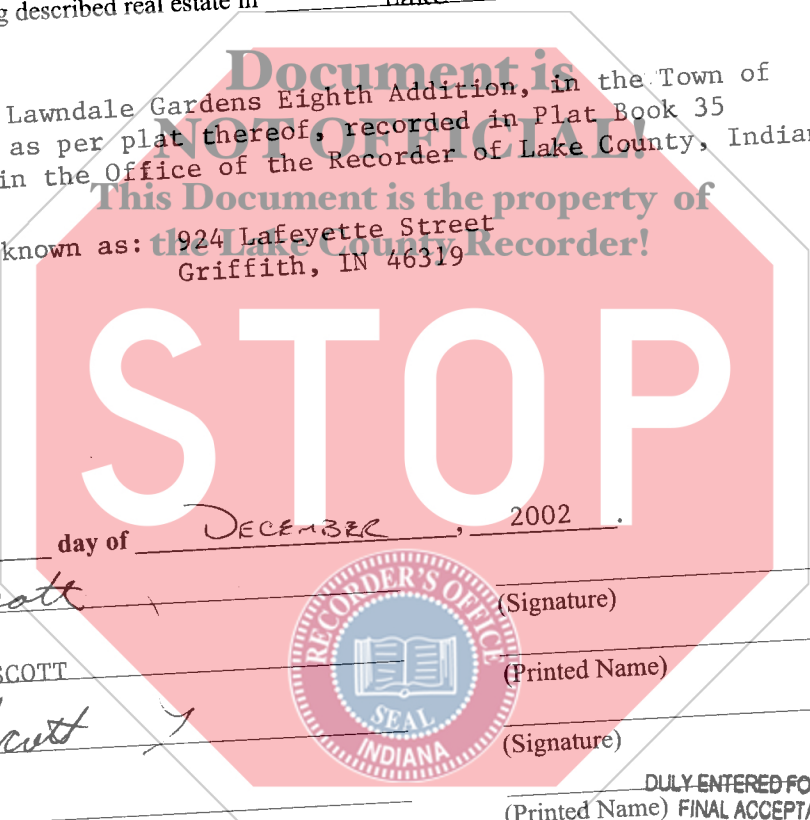 g described real estate in
Document is
Lawndale Gardens Eighth Addition, in the Town of
NOT OFFICIAL!
as per plat thereof, recorded in Plat Book 35
in the Office of the Recorder of Lake County, Indian
This Document is the property of
the Lake County Recorder!
known as: 924 Lafeyette Street
Griffith, IN 46319
STOP
day of DECEMBER, 2002.
(Signature)
SCOTT
(Printed Name)
(Signature)
RECORDER'S OFFICE
SEAL
INDIANA
DULY ENTERED FO
(Printed Name) FINAL ACCEPTA